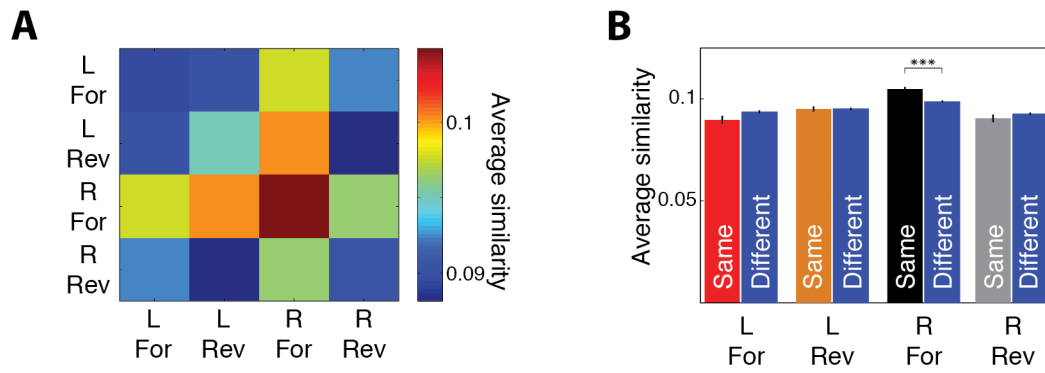 A
L
For
L
Rev
R
For
R
Rev
L
For
L
Rev
R
For
R
Rev
0.1
0.09
Average similarity
B
Average similarity
0.1
0.05
***
Same
Different
Same
Different
Same
Different
Same
Different
L
For
L
Rev
R
For
R
Rev